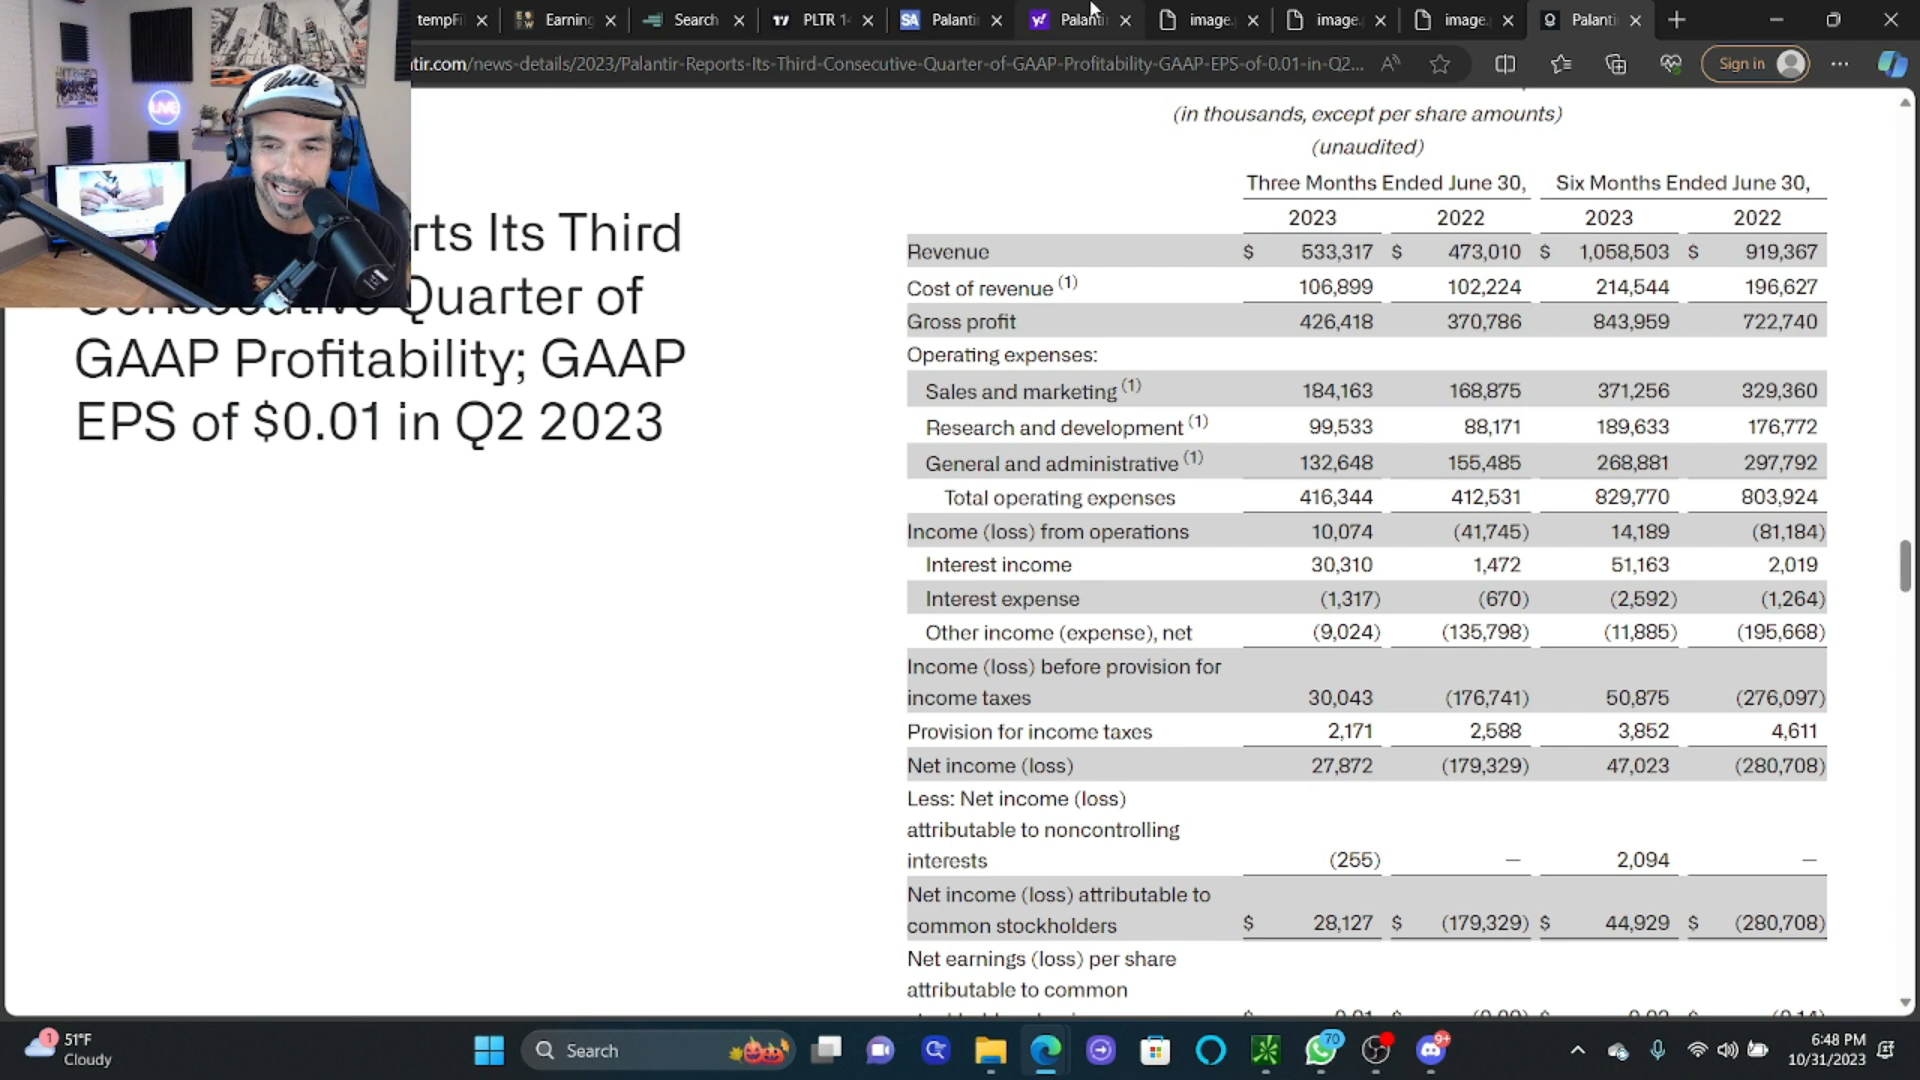 tempFi
Earning
Search
PLTR 1
SA
Palanti
y!
Palanti
image.
image.
image.
Palanti
tir.com/news-details/2023/Palantir-Reports-Its-Third-Consecutive-Quarter-of-GAAP-Profitability-GAAP-EPS-of-0.01-in-Q2...
Sign in
LIVE
rts Its Third
Consecutive Quarter of
GAAP Profitability; GAAP
EPS of $0.01 in Q2 2023
(in thousands, except per share amounts)
(unaudited)
Three Months Ended June 30, Six Months Ended June 30,
2023 2022 2023 2022
Revenue $ 533,317 $ 473,010 $ 1,058,503 $ 919,367
Cost of revenue (1) 106,899 102,224 214,544 196,627
Gross profit 426,418 370,786 843,959 722,740
Operating expenses:
Sales and marketing (1) 184,163 168,875 371,256 329,360
Research and development (1) 99,533 88,171 189,633 176,772
General and administrative (1) 132,648 155,485 268,881 297,792
Total operating expenses 416,344 412,531 829,770 803,924
Income (loss) from operations 10,074 (41,745) 14,189 (81,184)
Interest income 30,310 1,472 51,163 2,019
Interest expense (1,317) (670) (2,592) (1,264)
Other income (expense), net (9,024) (135,798) (11,885) (195,668)
Income (loss) before provision for
income taxes 30,043 (176,741) 50,875 (276,097)
Provision for income taxes 2,171 2,588 3,852 4,611
Net income (loss) 27,872 (179,329) 47,023 (280,708)
Less: Net income (loss)
attributable to noncontrolling
interests (255) — 2,094 —
Net income (loss) attributable to
common stockholders $ 28,127 $ (179,329) $ 44,929 $ (280,708)
Net earnings (loss) per share
attributable to common
1
51°F
Cloudy
Search
70
9+
6:48 PM
10/31/2023